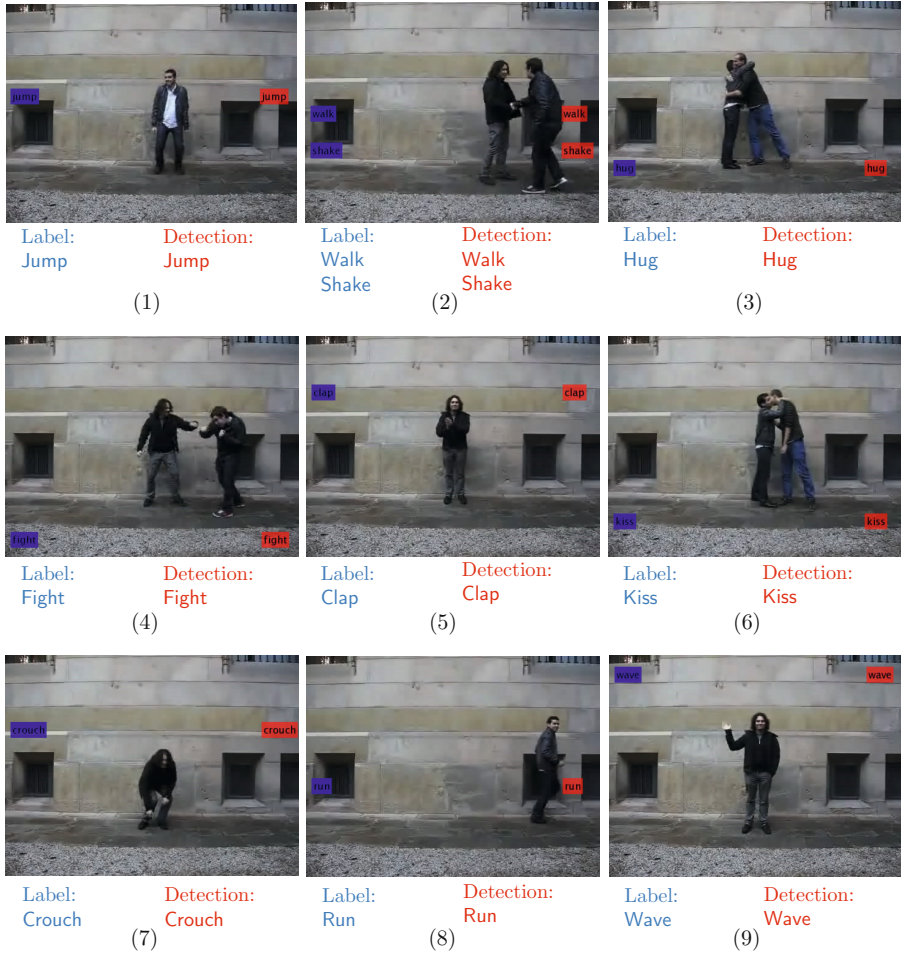 jump jump
Label: Detection:
Jump Jump
(1)
walk walk
shake shake
Label: Detection:
Walk Walk
Shake Shake
(2)
hug hug
Label: Detection:
Hug Hug
(3)
fight fight
Label: Detection:
Fight Fight
(4)
clap clap
Label: Detection:
Clap Clap
(5)
kiss kiss
Label: Detection:
Kiss Kiss
(6)
crouch crouch
Label: Detection:
Crouch Crouch
(7)
run run
Label: Detection:
Run Run
(8)
wave wave
Label: Detection:
Wave Wave
(9)